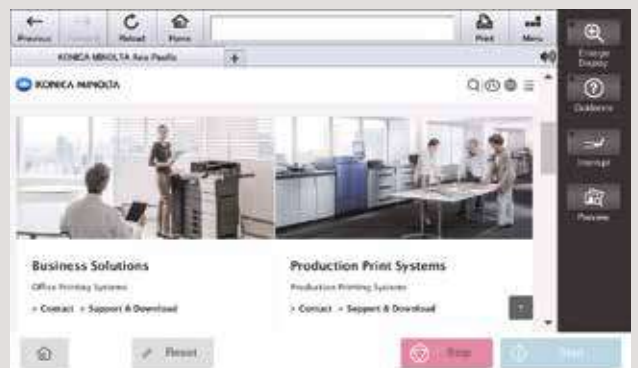 Previous Reload Home Print Menu
KONICA MINOLTA Asia Pacific +
KONICA MINOLTA
Enlarge Display
Guidance
Interrupt
Preview
Business Solutions
Office Printing Systems
> Contact > Support & Download
Production Print Systems
Production Printing Systems
> Contact > Support & Download
Reset Stop Start